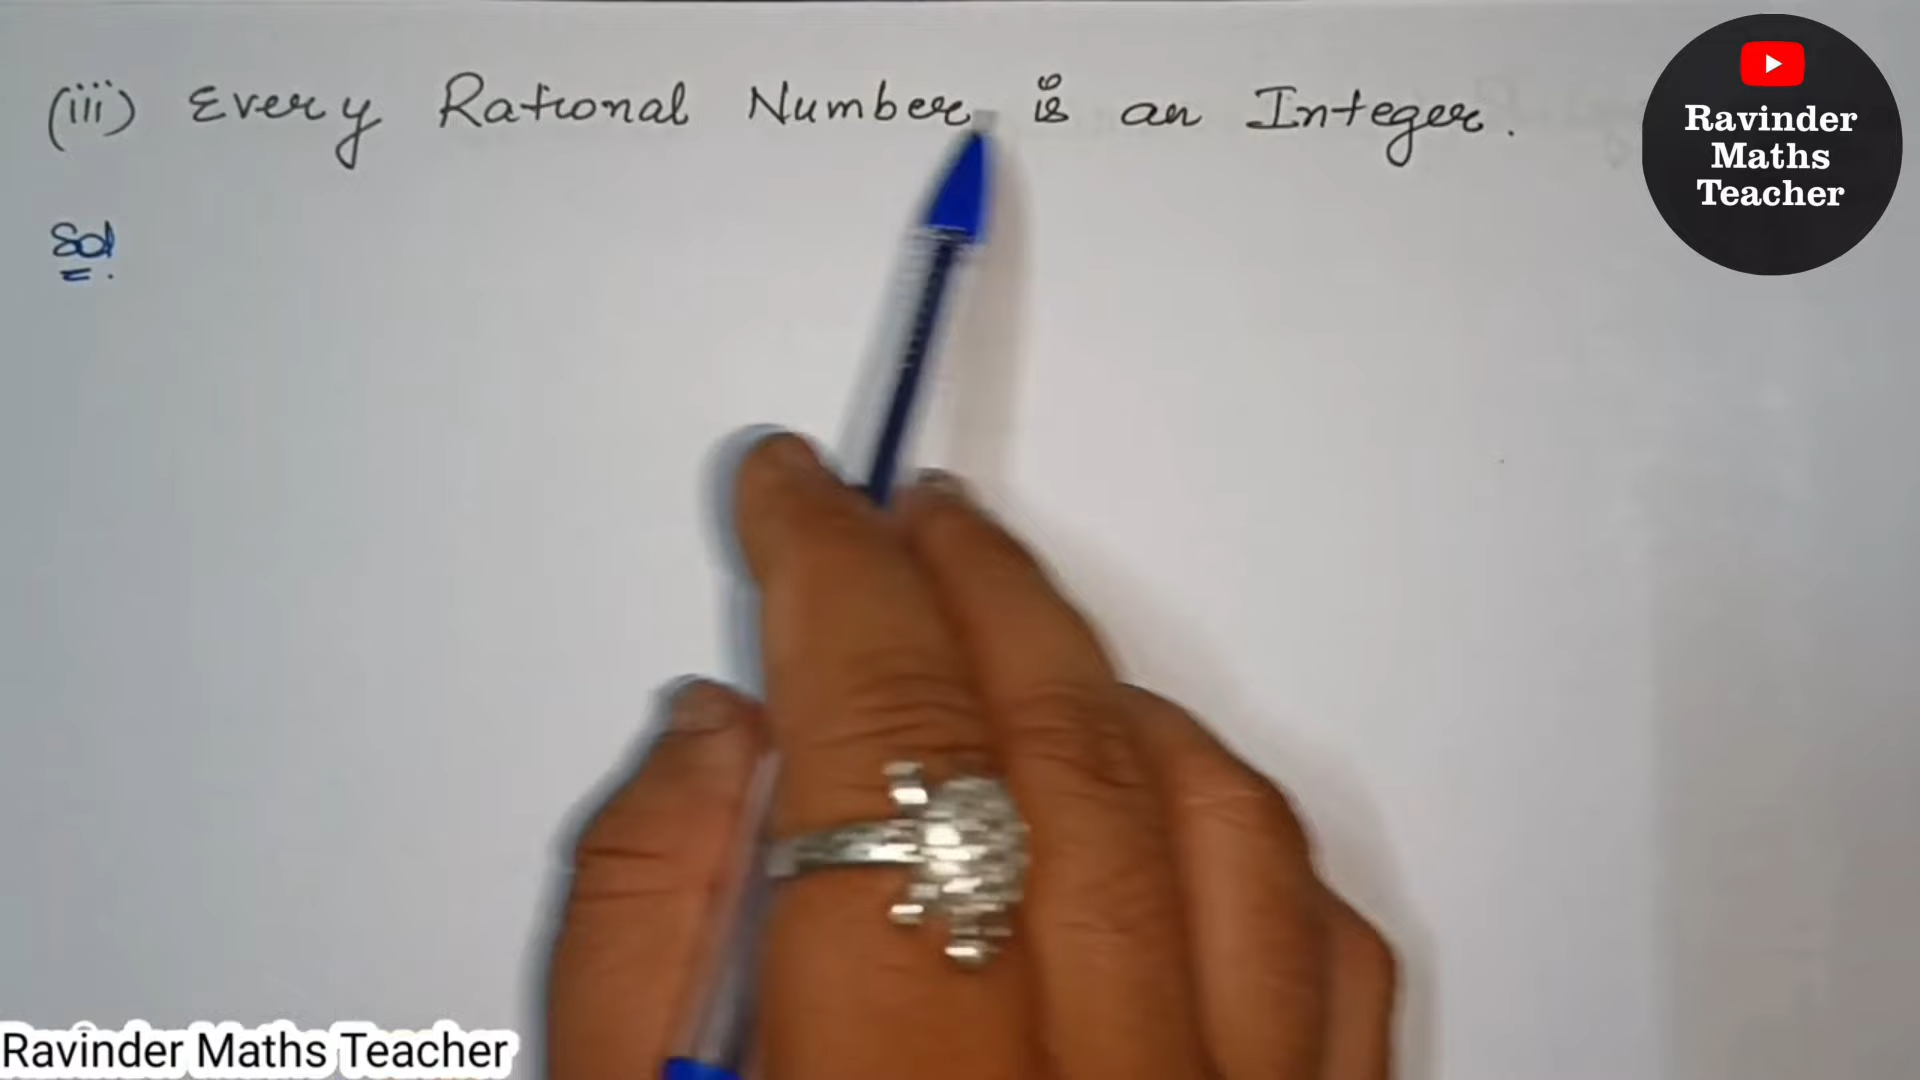 (iii) Every Rational Number is an Integer.
Sol.
Ravinder
Maths
Teacher
Ravinder Maths Teacher